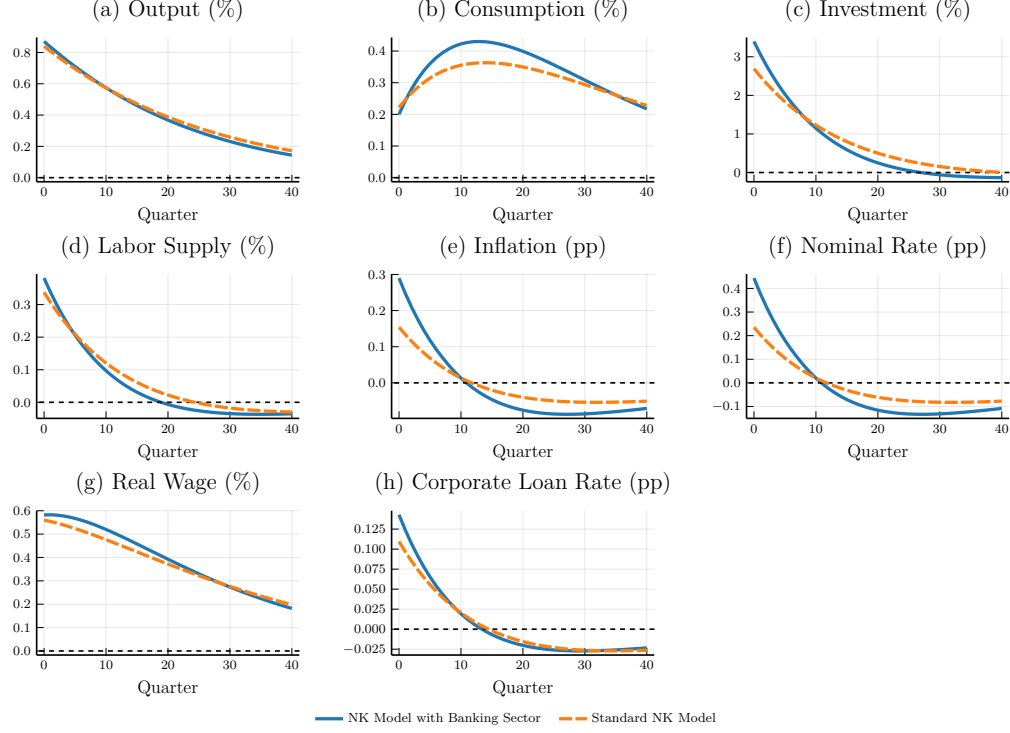 (a) Output (%)
(b) Consumption (%)
(c) Investment (%)
0.8
0.6
0.4
0.2
0.0
0 10 20 30 40
Quarter
0.4
0.3
0.2
0.1
0.0
0 10 20 30 40
Quarter
3
2
1
0
0 10 20 30 40
Quarter
(d) Labor Supply (%)
(e) Inflation (pp)
(f) Nominal Rate (pp)
0.3
0.2
0.1
0.0
0 10 20 30 40
Quarter
0.3
0.2
0.1
0.0
0 10 20 30 40
Quarter
0.4
0.3
0.2
0.1
0.0
−0.1
0 10 20 30 40
Quarter
(g) Real Wage (%)
(h) Corporate Loan Rate (pp)
0.6
0.5
0.4
0.3
0.2
0.1
0.0
0 10 20 30 40
Quarter
0.125
0.100
0.075
0.050
0.025
0.000
−0.025
0 10 20 30 40
Quarter
NK Model with Banking Sector
Standard NK Model